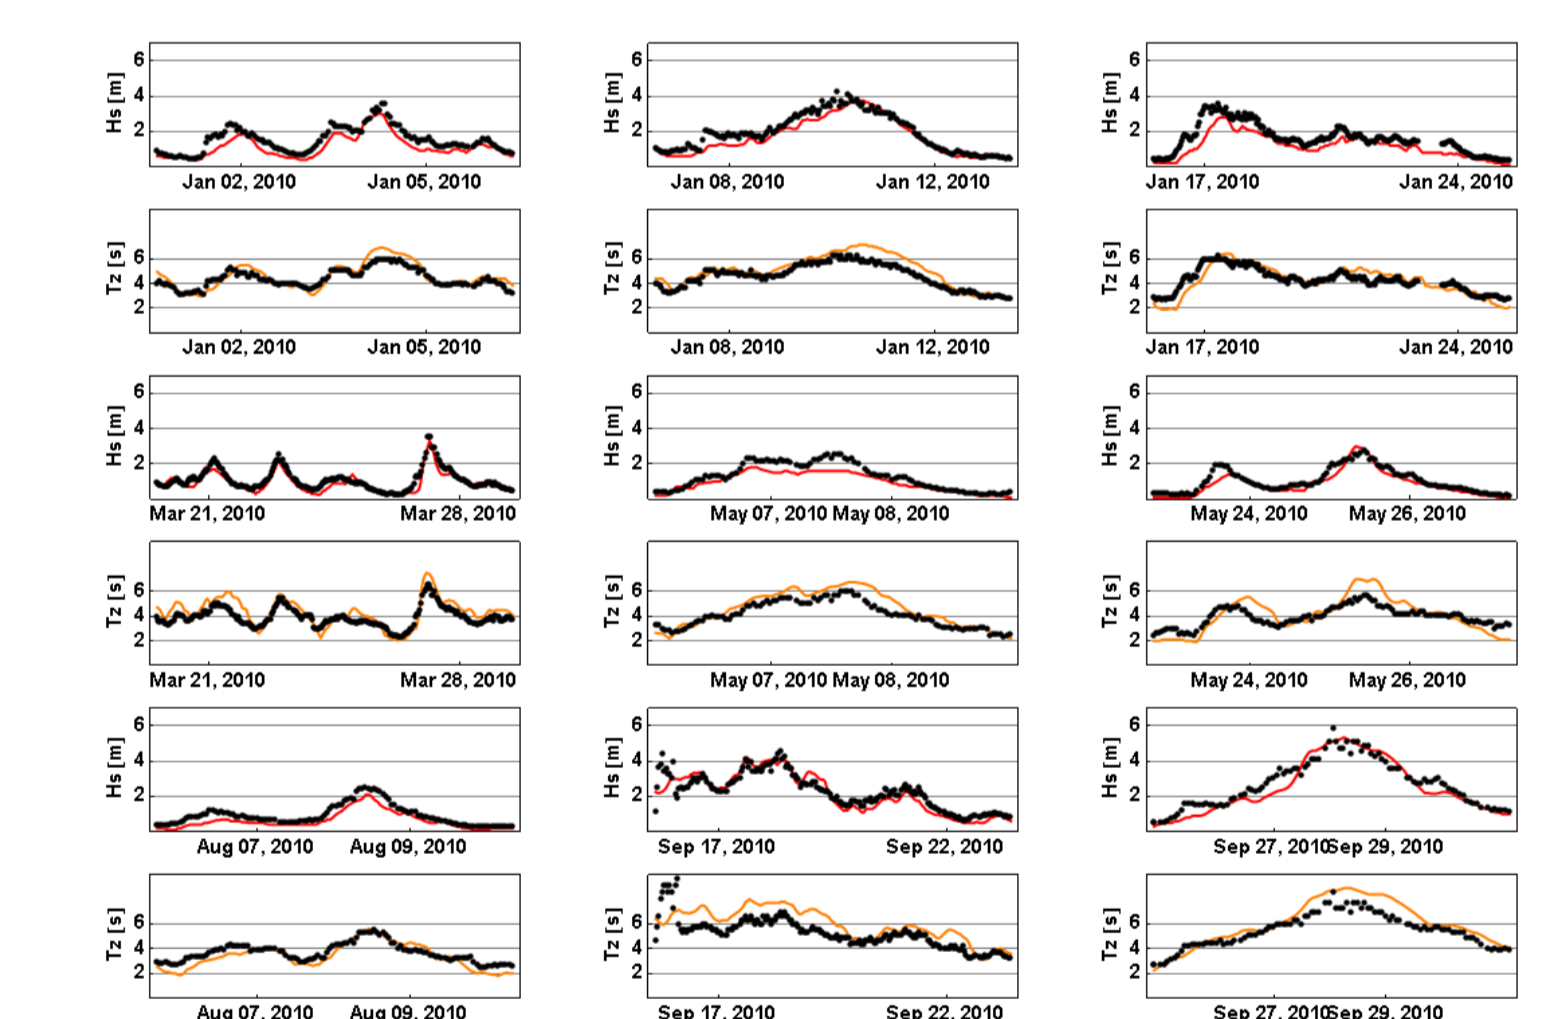 6
4
2
Hs [m]
Jan 02, 2010 Jan 05, 2010
6
4
2
Hs [m]
Jan 08, 2010 Jan 12, 2010
6
4
2
Hs [m]
Jan 17, 2010 Jan 24, 2010
6
4
2
Tz [s]
Jan 02, 2010 Jan 05, 2010
6
4
2
Tz [s]
Jan 08, 2010 Jan 12, 2010
6
4
2
Tz [s]
Jan 17, 2010 Jan 24, 2010
6
4
2
Hs [m]
Mar 21, 2010 Mar 28, 2010
6
4
2
Hs [m]
May 07, 2010 May 08, 2010
6
4
2
Hs [m]
May 24, 2010 May 26, 2010
6
4
2
Tz [s]
Mar 21, 2010 Mar 28, 2010
6
4
2
Tz [s]
May 07, 2010 May 08, 2010
6
4
2
Tz [s]
May 24, 2010 May 26, 2010
6
4
2
Hs [m]
Aug 07, 2010 Aug 09, 2010
6
4
2
Hs [m]
Sep 17, 2010 Sep 22, 2010
6
4
2
Hs [m]
Sep 27, 2010 Sep 29, 2010
6
4
2
Tz [s]
Aug 07, 2010 Aug 09, 2010
6
4
2
Tz [s]
Sep 17, 2010 Sep 22, 2010
6
4
2
Tz [s]
Sep 27, 2010 Sep 29, 2010